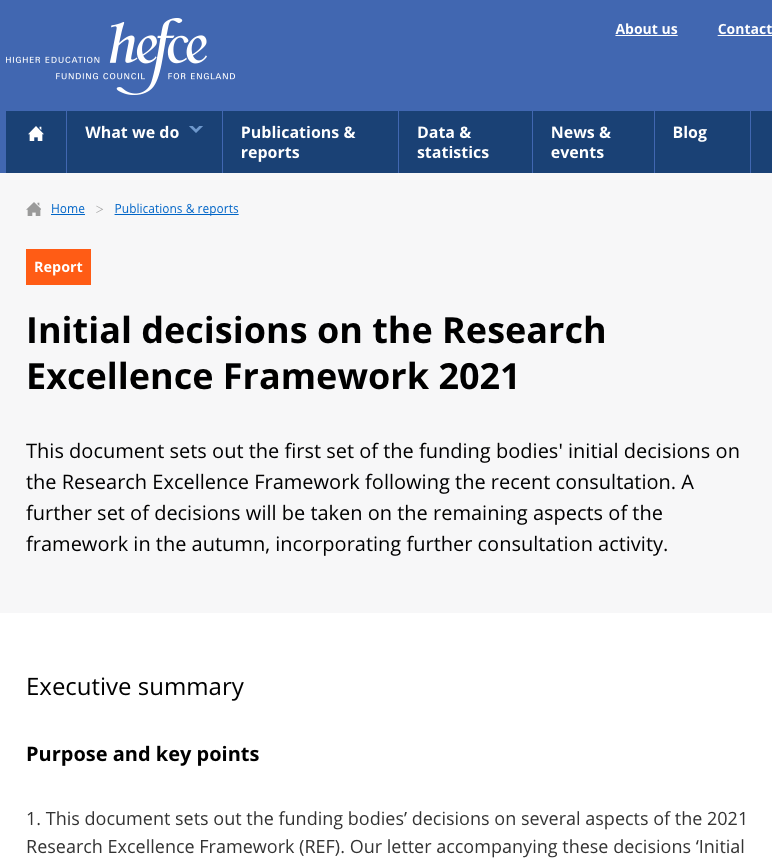 About us
Contact
hefce
HIGHER EDUCATION
FUNDING COUNCIL FOR ENGLAND
What we do
Publications &
reports
Data &
statistics
News &
events
Blog
Home > Publications & reports
Report
Initial decisions on the Research
Excellence Framework 2021
This document sets out the first set of the funding bodies' initial decisions on
the Research Excellence Framework following the recent consultation. A
further set of decisions will be taken on the remaining aspects of the
framework in the autumn, incorporating further consultation activity.
Executive summary
Purpose and key points
1. This document sets out the funding bodies’ decisions on several aspects of the 2021
Research Excellence Framework (REF). Our letter accompanying these decisions ‘Initial